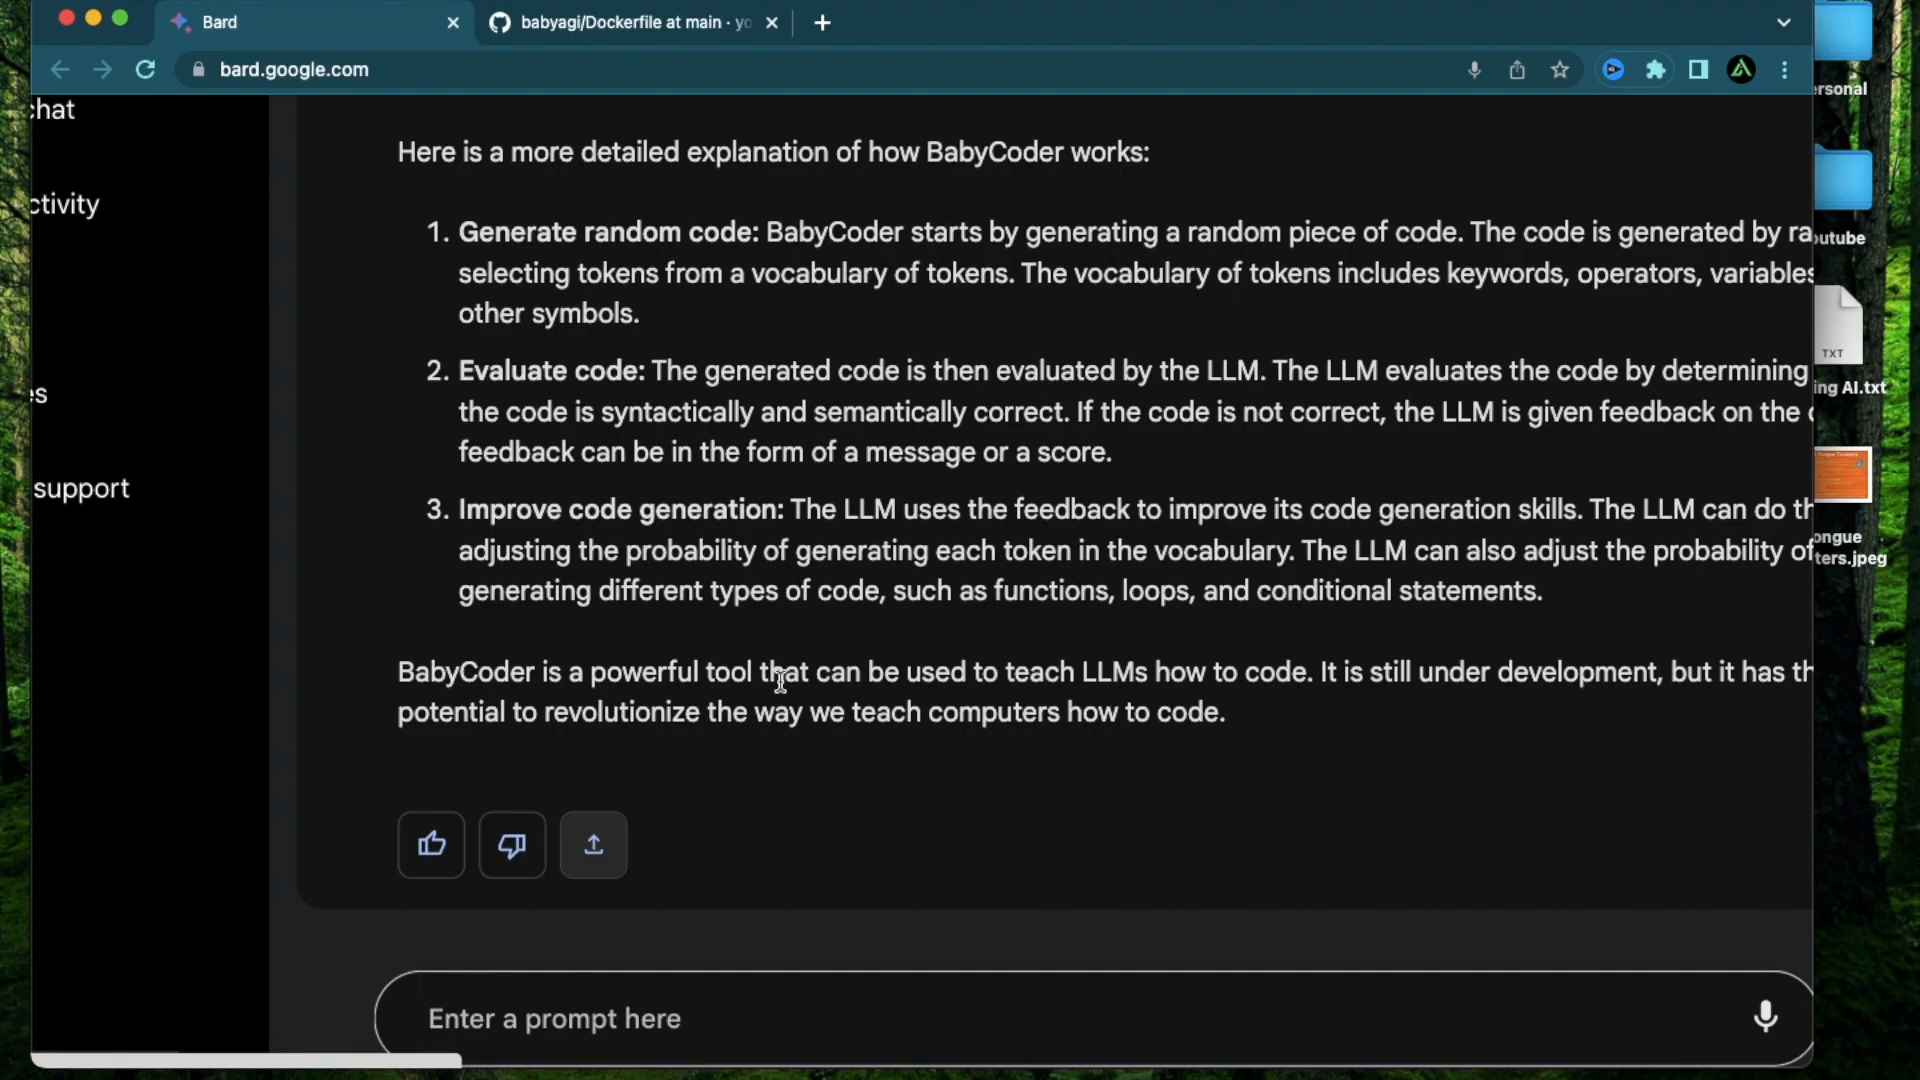 Bard
babyagi/Dockerfile at main · yo
bard.google.com
chat
ctivity
es
support
Here is a more detailed explanation of how BabyCoder works:
1. Generate random code: BabyCoder starts by generating a random piece of code. The code is generated by ra
selecting tokens from a vocabulary of tokens. The vocabulary of tokens includes keywords, operators, variables
other symbols.
2. Evaluate code: The generated code is then evaluated by the LLM. The LLM evaluates the code by determining
the code is syntactically and semantically correct. If the code is not correct, the LLM is given feedback on the c
feedback can be in the form of a message or a score.
3. Improve code generation: The LLM uses the feedback to improve its code generation skills. The LLM can do th
adjusting the probability of generating each token in the vocabulary. The LLM can also adjust the probability of
generating different types of code, such as functions, loops, and conditional statements.
BabyCoder is a powerful tool that can be used to teach LLMs how to code. It is still under development, but it has th
potential to revolutionize the way we teach computers how to code.
Enter a prompt here
ersonal
outube
TXT
ing AI.txt
ongue
ters.jpeg